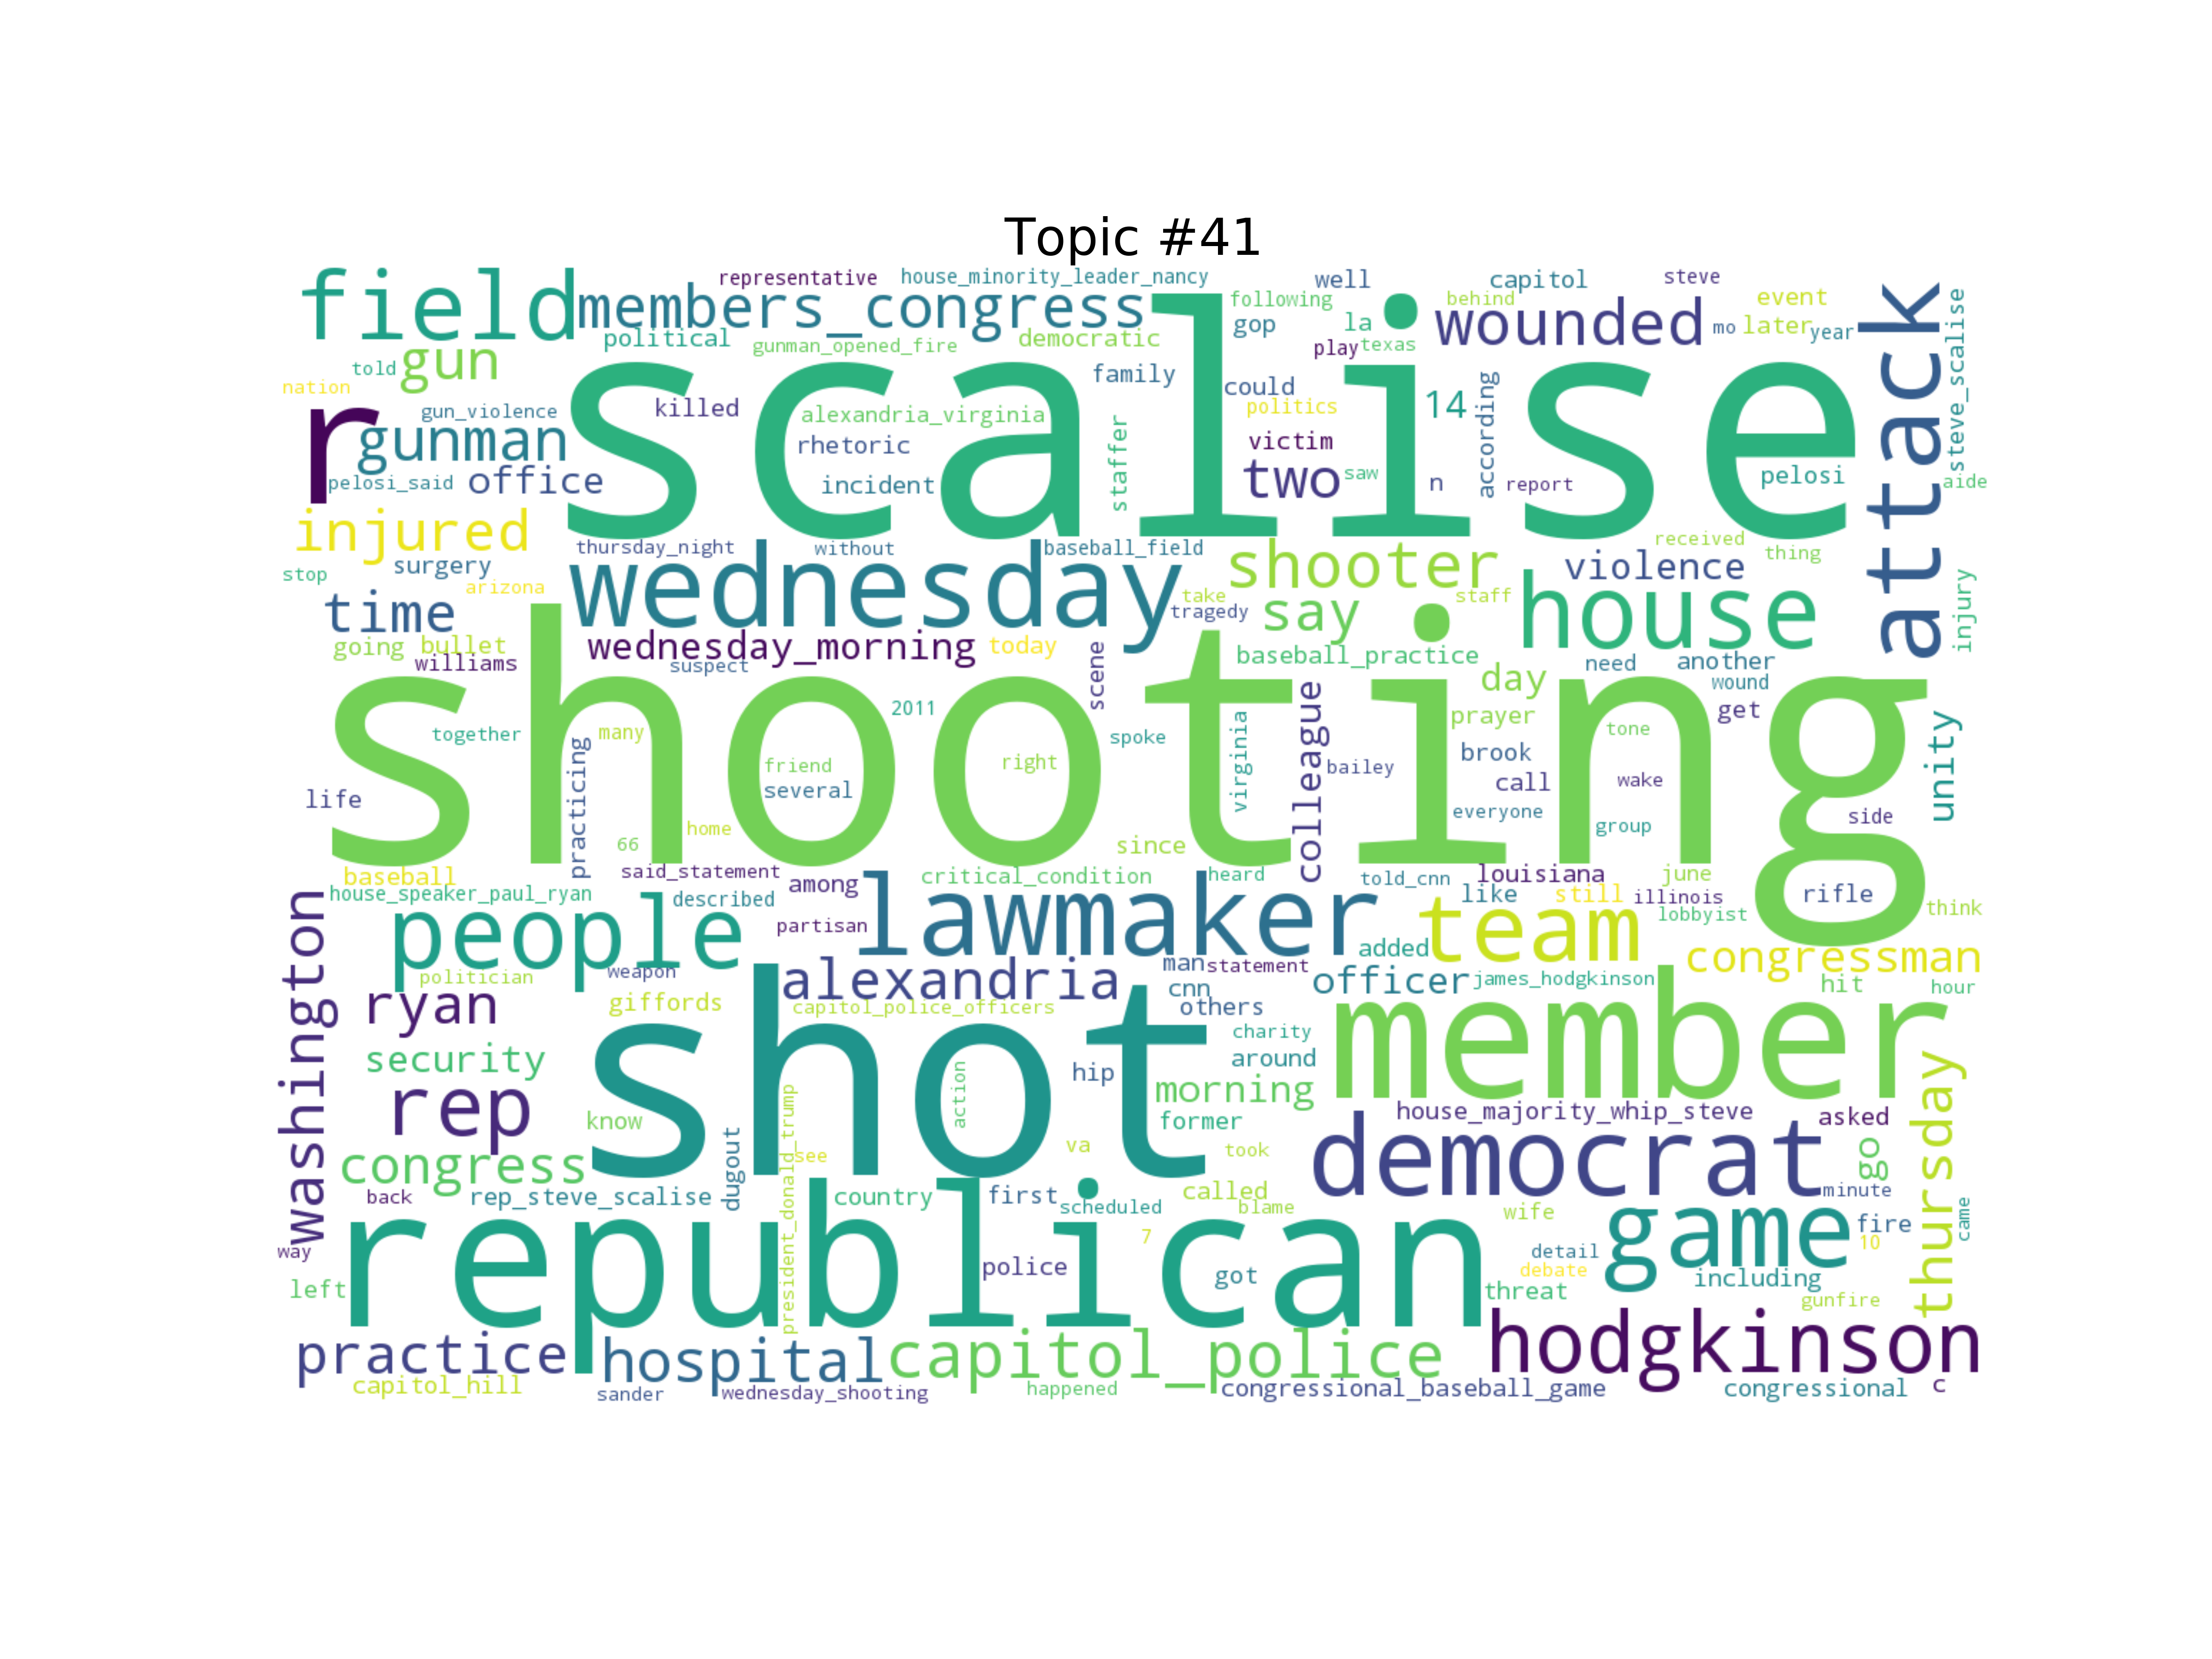 Topic #41
representative house_minority_leader_nancy well capitol steve
field members_congress following behind event
scalise wounded attack steve_scalise
political gunman_opened_fire democratic gop la mo later year
told gun play texas
nation family could 14 according
r gun_violence killed alexandria_virginia politics
gunman rhetoric staffer victim
pelosi_said office incident two saw n report pelosi aide
injured thursday_night without baseball_field received
stop surgery wednesday shooter violence thing
arizona take staff house injury
time tragedy say
going bullet wednesday_morning today scene baseball_practice need another
williams suspect day wound
shooting 2011 colleague prayer get unity
together many spoke virginia tone
practicing friend right bailey brook
life several call wake
everyone side
66 home since group
baseball said_statement among critical_condition heard told_cnn louisiana june
house_speaker_paul_ryan described like still illinois rifle
washington people partisan lawmaker team lobbyist think
added congressman
politician weapon alexandria man statement officer james_hodgkinson hit hour
ryan giffords capitol_police_officers cnn
others member
shot charity
security hip around
rep action morning thursday
know president_donald_trump former house_majority_whip_steve asked
congress dugout see va took democrat go
back rep_steve_scalise country first scheduled called minute
republican blame wife game fire came
way 7 detail 10
left police got debate including
threat gunfire
practice hospital capitol_police hodgkinson
capitol_hill sander wednesday_shooting happened congressional_baseball_game congressional c